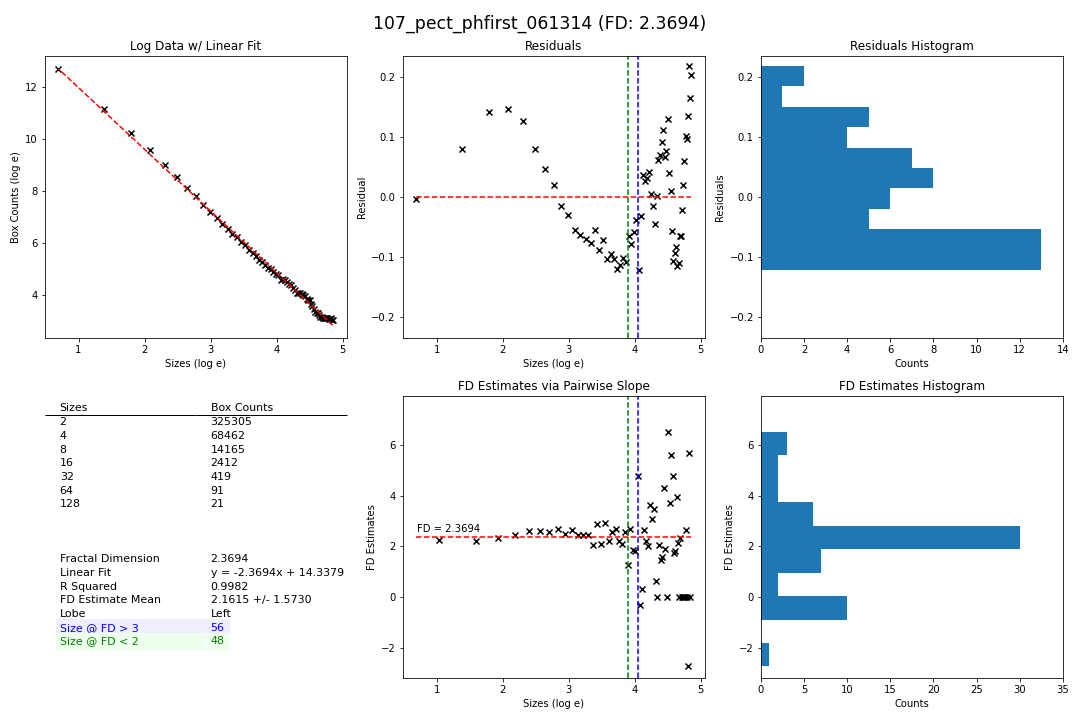 107_pect_phfirst_061314 (FD: 2.3694)
Log Data w/ Linear Fit
Box Counts (log e)
12
10
8
6
4
1 2 3 4 5
Sizes (log e)
Residuals
Residual
0.2
0.1
0.0
−0.1
−0.2
1 2 3 4 5
Sizes (log e)
Residuals Histogram
Residuals
0.2
0.1
0.0
−0.1
−0.2
0 2 4 6 8 10 12 14
Counts
Sizes Box Counts
2 325305
4 68462
8 14165
16 2412
32 419
64 91
128 21
Fractal Dimension 2.3694
Linear Fit y = -2.3694x + 14.3379
R Squared 0.9982
FD Estimate Mean 2.1615 +/- 1.5730
Lobe Left
Size @ FD > 3 56
Size @ FD < 2 48
FD Estimates via Pairwise Slope
FD Estimates
6
4
2
0
−2
FD = 2.3694
1 2 3 4 5
Sizes (log e)
FD Estimates Histogram
FD Estimates
6
4
2
0
−2
0 5 10 15 20 25 30 35
Counts